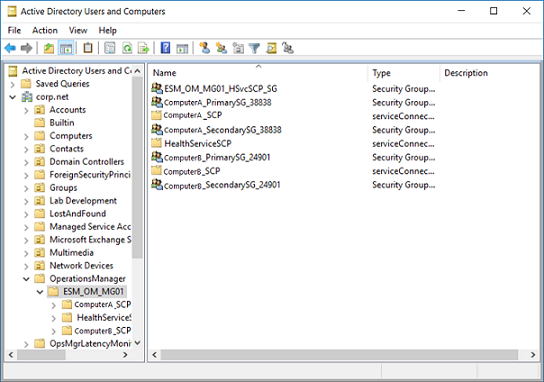 Active Directory Users and Computers
File Action View Help
Active Directory Users and Co
Saved Queries
corp.net
Accounts
Builtin
Computers
Contacts
Domain Controllers
ForeignSecurityPrinci
Groups
Lab Development
LostAndFound
Managed Service Acc
Microsoft Exchange S
Multimedia
Network Devices
OperationsManager
ESM_OM_MG01
ComputerA_SCP
HealthServiceS
ComputerB_SCP
OpsMgrLatencyMoni
Name Type Description
ESM_OM_MG01_HSvcSCP_SG Security Group...
ComputerA_PrimarySG_38838 Security Group...
ComputerA_SCP serviceConnec...
ComputerA_SecondarySG_38838 Security Group...
HealthServiceSCP serviceConnec...
ComputerB_PrimarySG_24901 Security Group...
ComputerB_SCP serviceConnec...
ComputerB_SecondarySG_24901 Security Group...